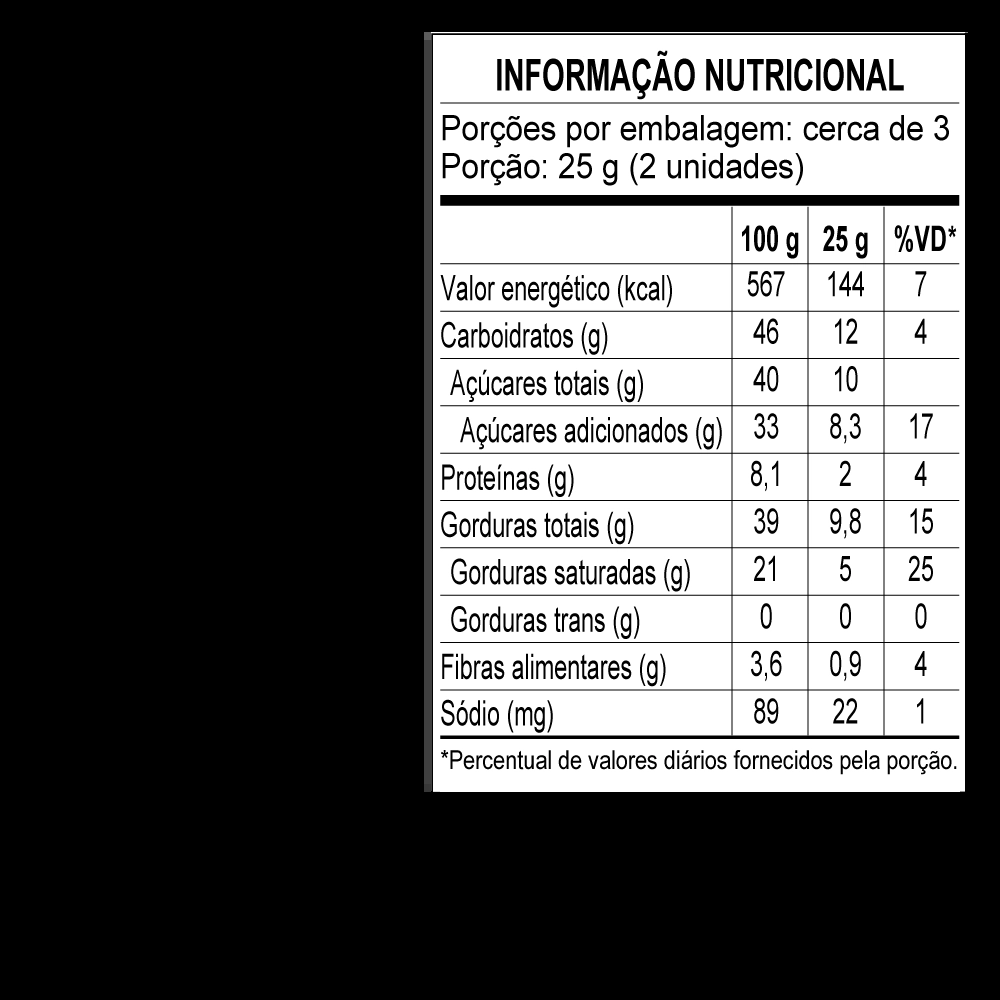 INFORMAÇÃO NUTRICIONAL
Porções por embalagem: cerca de 3
Porção: 25 g (2 unidades)
100 g 25 g %VD*
Valor energético (kcal) 567 144 7
Carboidratos (g) 46 12 4
Açúcares totais (g) 40 10
Açúcares adicionados (g) 33 8,3 17
Proteínas (g) 8,1 2 4
Gorduras totais (g) 39 9,8 15
Gorduras saturadas (g) 21 5 25
Gorduras trans (g) 0 0 0
Fibras alimentares (g) 3,6 0,9 4
Sódio (mg) 89 22 1
*Percentual de valores diários fornecidos pela porção.